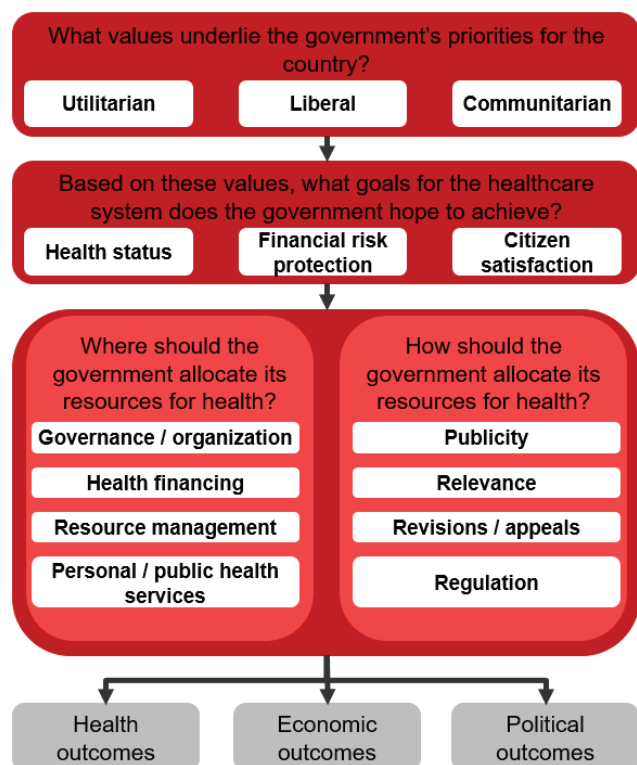 What values underlie the government's priorities for the
country?
Utilitarian
Liberal
Communitarian
Based on these values, what goals for the healthcare
system does the government hope to achieve?
Health status
Financial risk
protection
Citizen
satisfaction
Where should the
government allocate its
resources for health?
Governance / organization
Health financing
Resource management
Personal / public health
services
How should the
government allocate its
resources for health?
Publicity
Relevance
Revisions / appeals
Regulation
Health
outcomes
Economic
outcomes
Political
outcomes